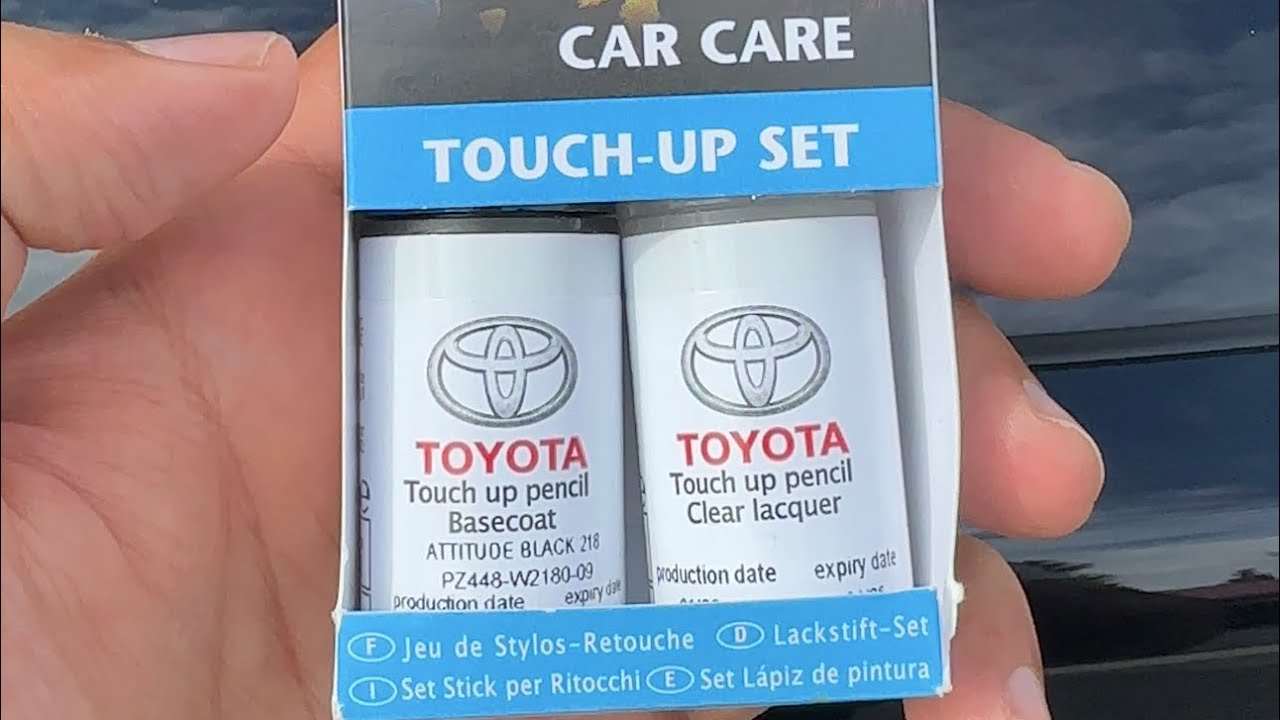 CAR CARE
TOUCH-UP SET
TOYOTA
Touch up pencil
Basecoat
ATTITUDE BLACK 218
PZ448-W2180-09
production date expiry date
TOYOTA
Touch up pencil
Clear lacquer
production date expiry date
F Jeu de Stylos-Retouche D Lackstift-Set
I Set Stick per Ritocchi E Set Lápiz de pintura